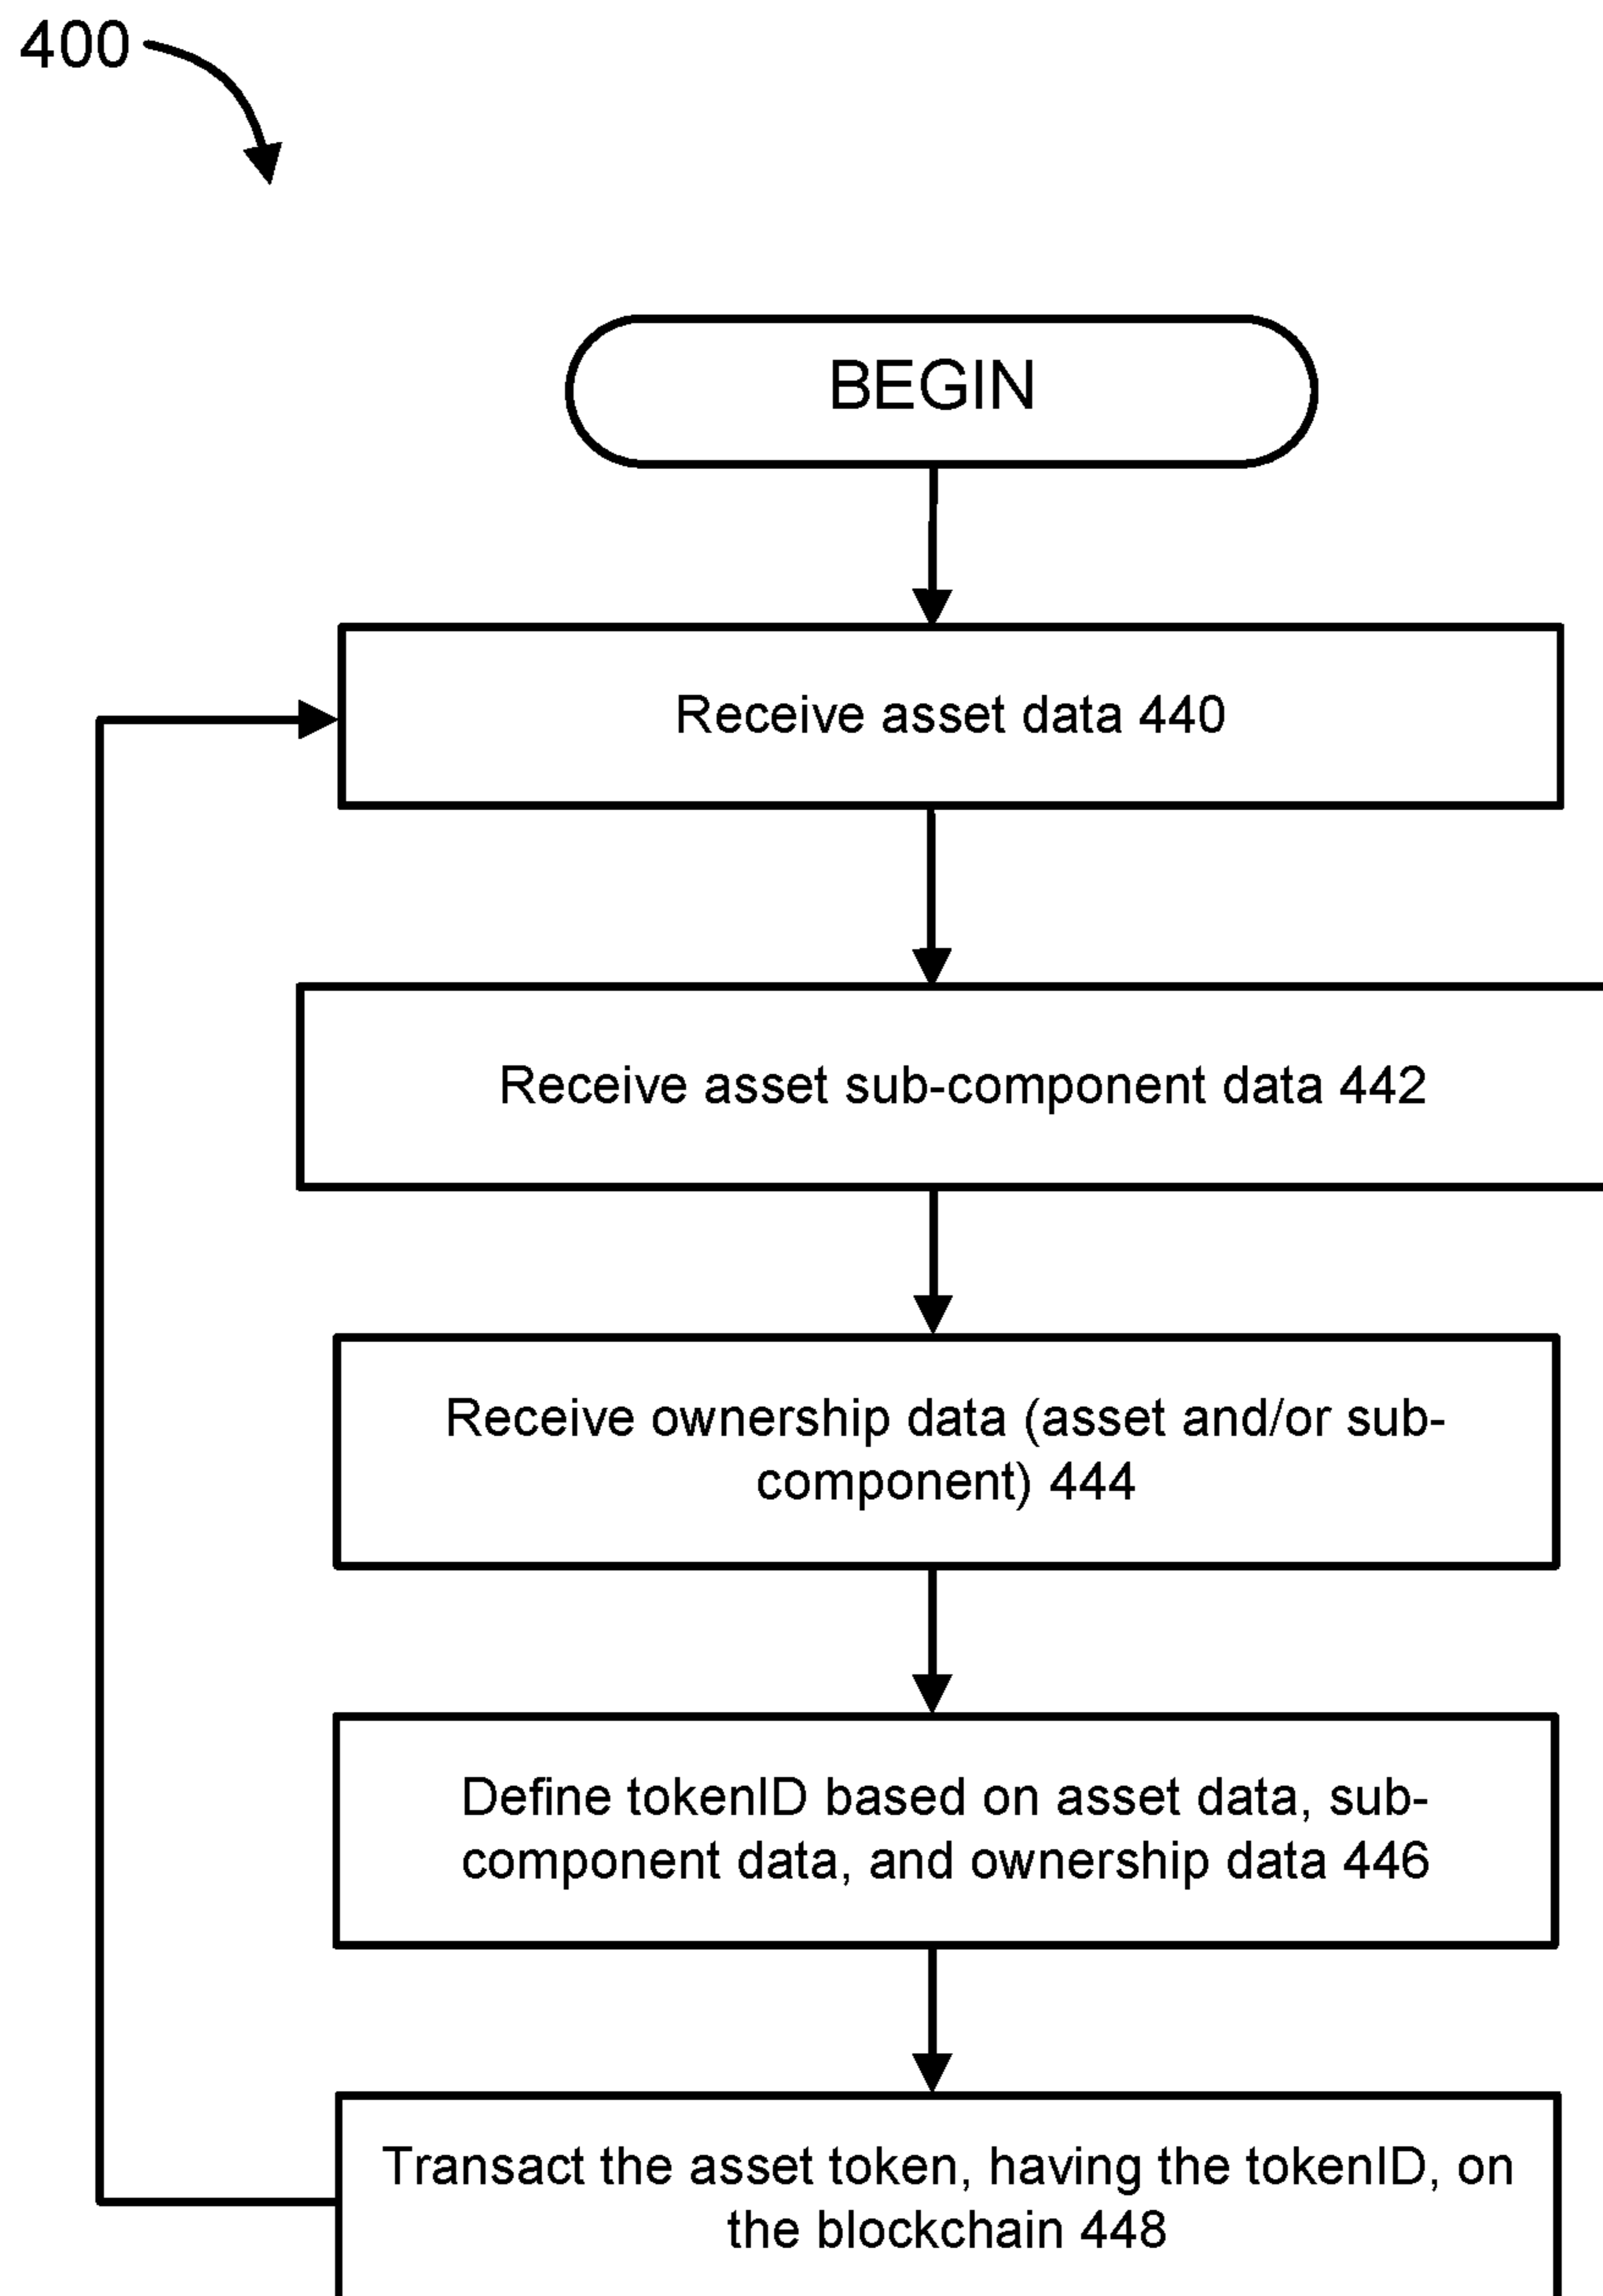 400
BEGIN
Receive asset data 440
Receive asset sub-component data 442
Receive ownership data (asset and/or sub-
component) 444
Define tokenID based on asset data, sub-
component data, and ownership data 446
Transact the asset token, having the tokenID, on
the blockchain 448